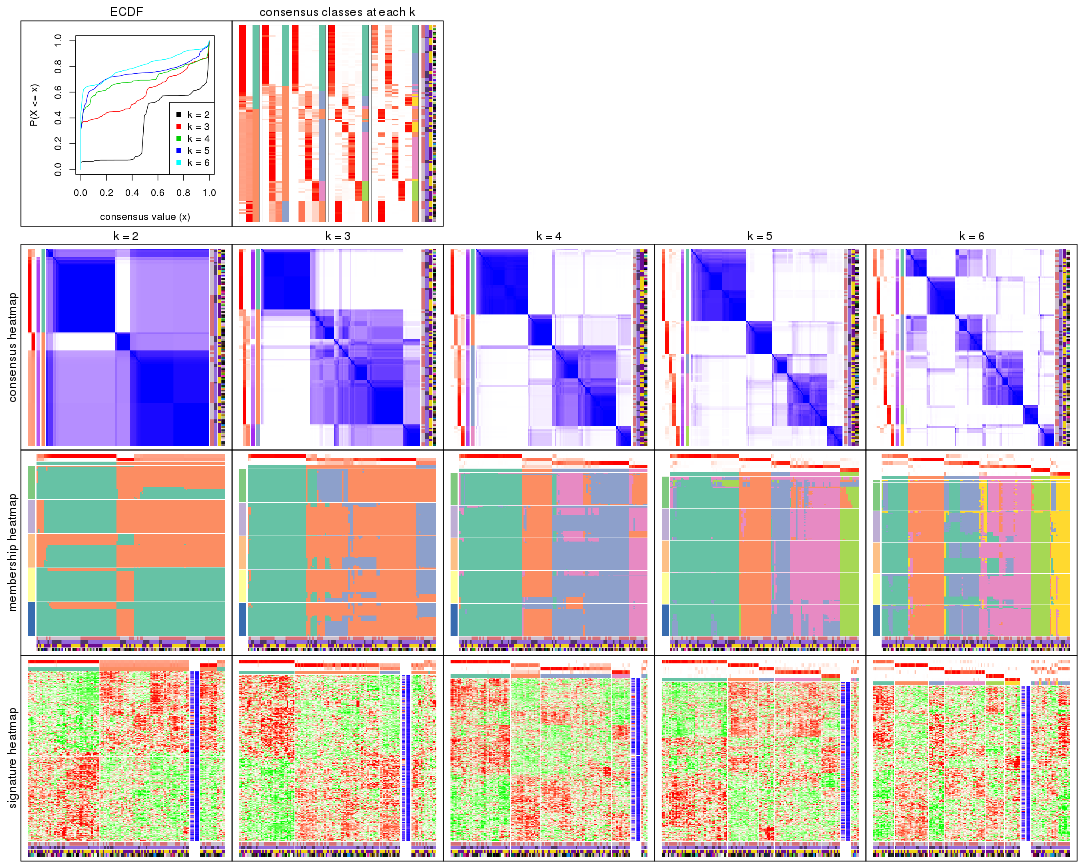 ECDF
consensus classes at each k
P(X <= x)
0.0 0.2 0.4 0.6 0.8 1.0
k = 2
k = 3
k = 4
k = 5
k = 6
0.0 0.2 0.4 0.6 0.8 1.0
consensus value (x)
k = 2
k = 3
k = 4
k = 5
k = 6
consensus heatmap
membership heatmap
signature heatmap